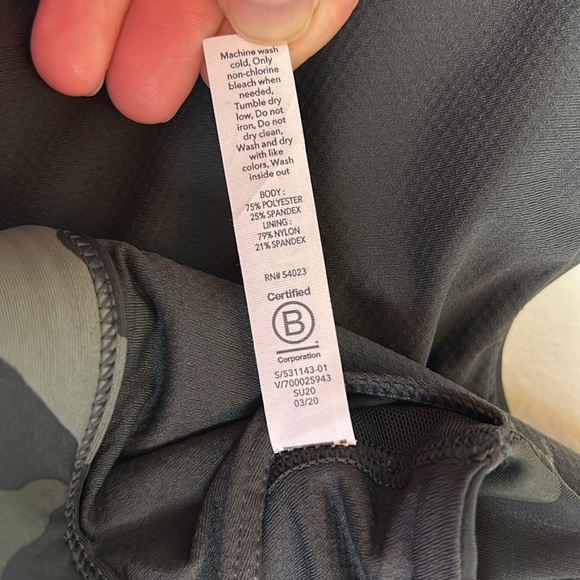 Machine wash
cold, Only
non-chlorine
bleach when
needed,
Tumble dry
low, Do not
iron, Do not
dry clean,
Wash and dry
with like
colors, Wash
inside out
BODY :
75% POLYESTER
25% SPANDEX
LINING :
79% NYLON
21% SPANDEX
RN# 54023
Certified
B
Corporation
S/531143-01
V/700025943
SU20
03/20